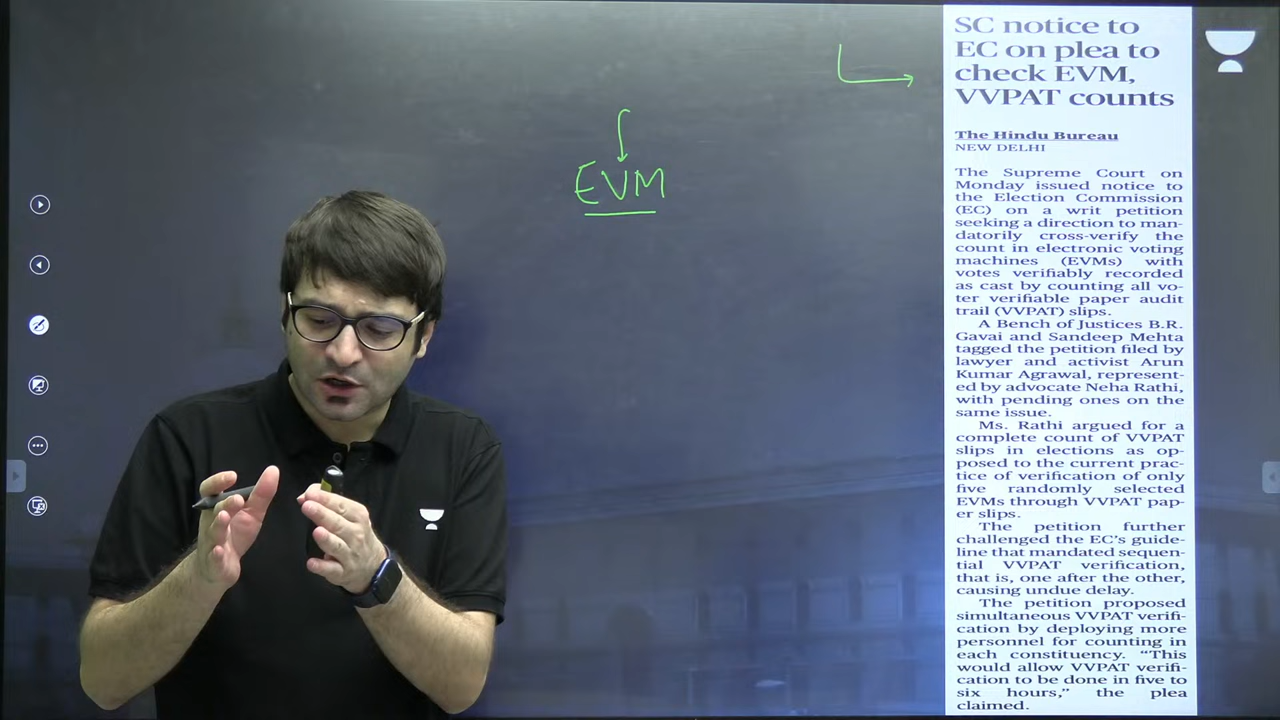 EVM
SC notice to
EC on plea to
check EVM,
VVPAT counts
The Hindu Bureau
NEW DELHI
The Supreme Court on
Monday issued notice to
the Election Commission
(EC) on a writ petition
seeking a direction to man-
datorily cross-verify the
count in electronic voting
machines (EVMs) with
votes verifiably recorded
as cast by counting all vo-
ter verifiable paper audit
trail (VVPAT) slips.
A Bench of Justices B.R.
Gavai and Sandeep Mehta
tagged the petition filed by
lawyer and activist Arun
Kumar Agrawal, represent-
ed by advocate Neha Rathi,
with pending ones on the
same issue.
Ms. Rathi argued for a
complete count of VVPAT
slips in elections as op-
posed to the current prac-
tice of verification of only
five randomly selected
EVMs through VVPAT pap-
er slips.
The petition further
challenged the EC's guide-
line that mandated sequen-
tial VVPAT verification,
that is, one after the other,
causing undue delay.
The petition proposed
simultaneous VVPAT verifi-
cation by deploying more
personnel for counting in
each constituency. “This
would allow VVPAT verifi-
cation to be done in five to
six hours,” the plea
claimed.